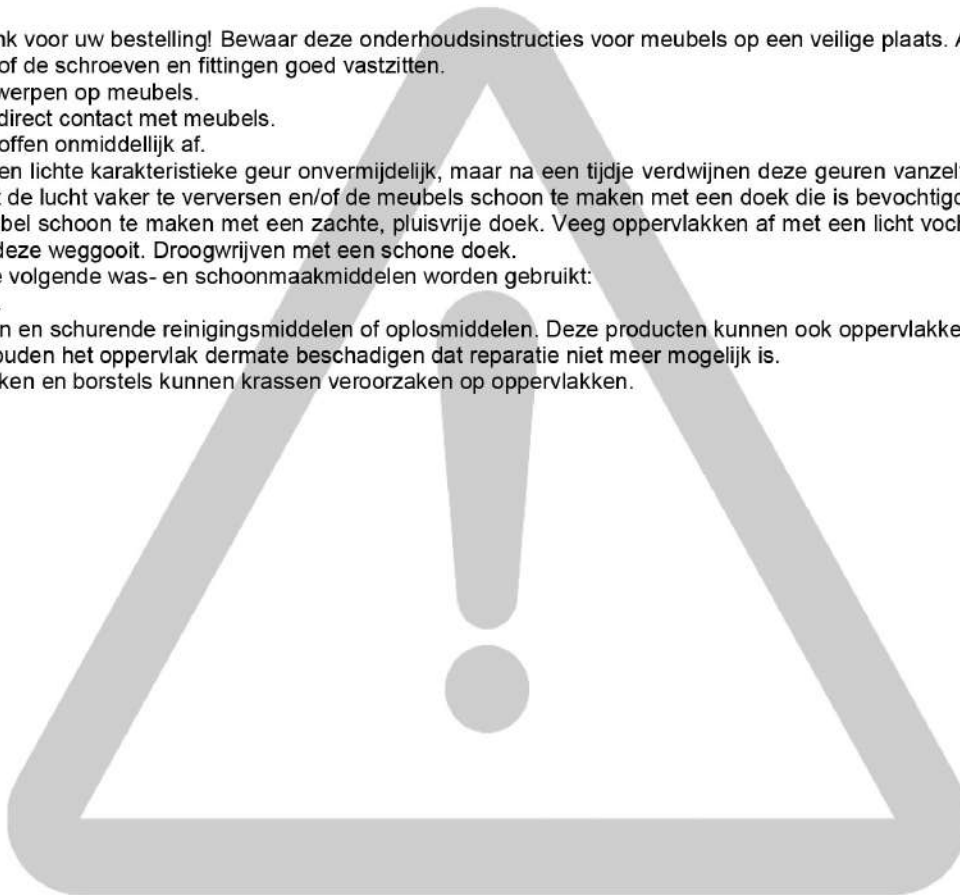 nk voor uw bestelling! Bewaar deze onderhoudsinstructies voor meubels op een veilige plaats. A
of de schroeven en fittingen goed vastzitten.
werpen op meubels.
direct contact met meubels.
offen onmiddellijk af.
en lichte karakteristieke geur onvermijdelijk, maar na een tijdje verdwijnen deze geuren vanzelf
de lucht vaker te verversen en/of de meubels schoon te maken met een doek die is bevochtigd
bel schoon te maken met een zachte, pluisvrije doek. Veeg oppervlakken af met een licht voch
deze weggooit. Droogwrijven met een schone doek.
e volgende was- en schoonmaakmiddelen worden gebruikt:
n en schurende reinigingsmiddelen of oplosmiddelen. Deze producten kunnen ook oppervlakke
ouden het oppervlak dermate beschadigen dat reparatie niet meer mogelijk is.
ken en borstels kunnen krassen veroorzaken op oppervlakken.